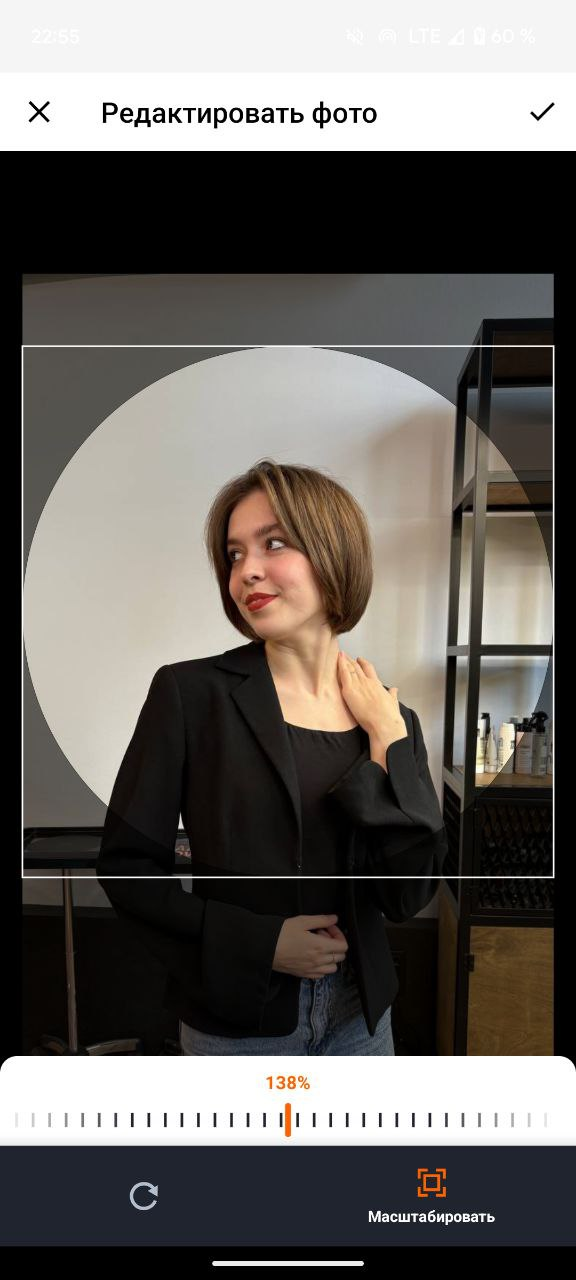 22:55 LTE 60 %
Редактировать фото
138%
Масштабировать